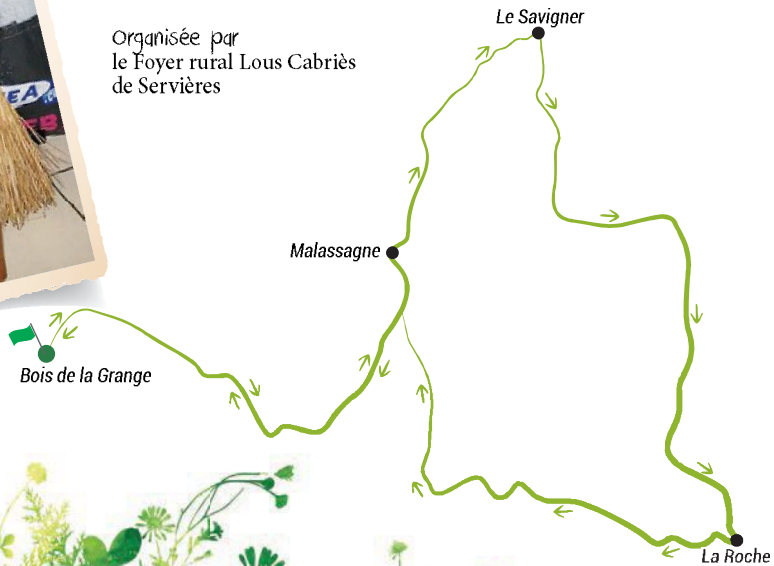 Organisée par
le Foyer rural Lous Cabriès
de Servières
Le Savigner
Malassagne
Bois de la Grange
La Roche